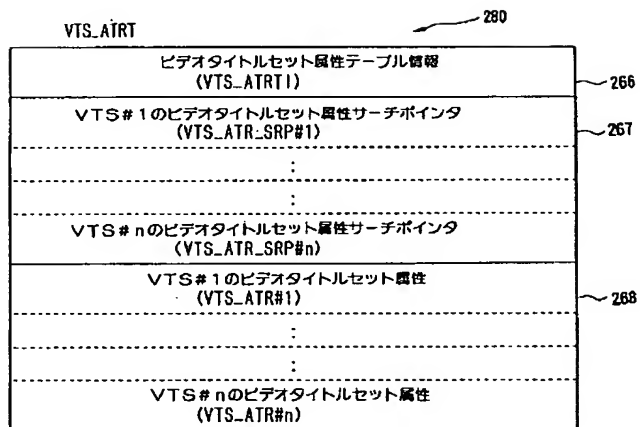 VTS_ATRT
280
ビデオタイトルセット属性テーブル情報
(VTS_ATRTI)
266
VTS#1のビデオタイトルセット属性サーチポインタ
(VTS_ATR_SRP#1)
267
:
:
VTS#nのビデオタイトルセット属性サーチポインタ
(VTS_ATR_SRP#n)
VTS#1のビデオタイトルセット属性
(VTS_ATR#1)
268
:
:
VTS#nのビデオタイトルセット属性
(VTS_ATR#n)